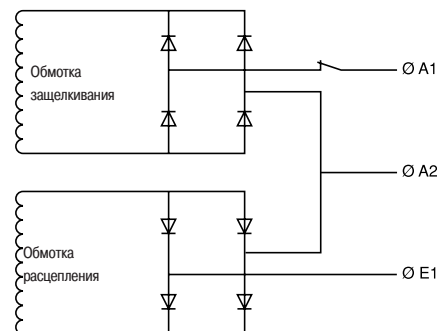 Обмотка
защелкивания
Ø A1
Ø A2
Обмотка
расцепления
Ø E1